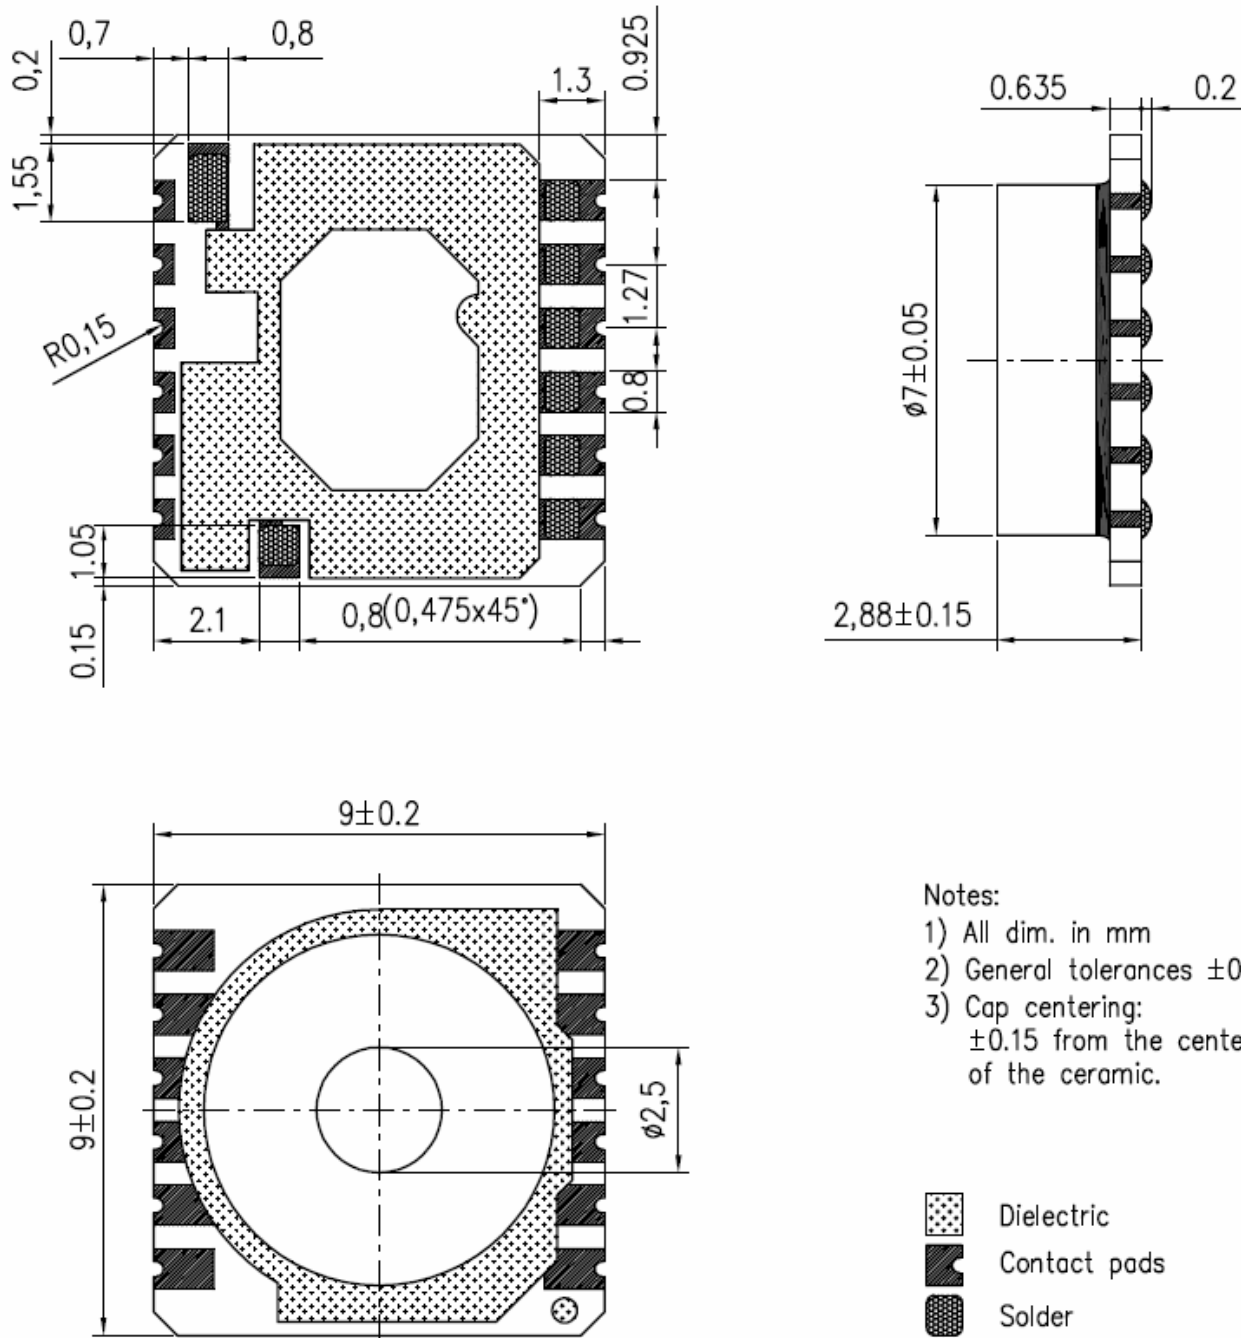 0,7
0,8
0,2
1,55
1.3
0.925
R0,15
1.27
0.8
1.05
0.15
2.1
0,8(0,475x45°)
0.635
0.2
ø7±0.05
2,88±0.15
9±0.2
9±0.2
ø2,5
Notes:
1) All dim. in mm
2) General tolerances ±0
3) Cap centering:
±0.15 from the cente
of the ceramic.
Dielectric
Contact pads
Solder